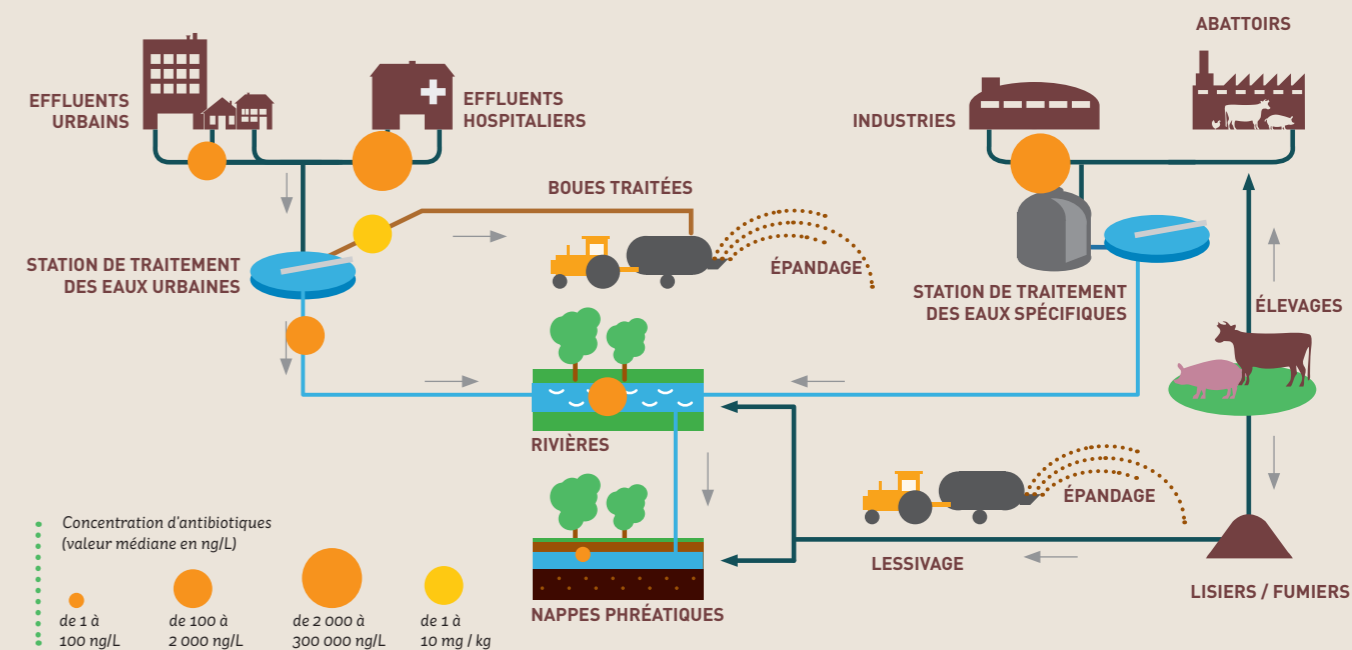 ABATTOIRS
EFFLUENTS
URBAINS
EFFLUENTS
HOSPITALIERS
INDUSTRIES
BOUES TRAITÉES
STATION DE TRAITEMENT
DES EAUX URBAINES
ÉPANDAGE
STATION DE TRAITEMENT
DES EAUX SPÉCIFIQUES
ÉLEVAGES
RIVIÈRES
ÉPANDAGE
LESSIVAGE
LISIERS / FUMIERS
NAPPES PHRÉATIQUES
Concentration d'antibiotiques
(valeur médiane en ng/L)
de 1 à
100 ng/L
de 100 à
2 000 ng/L
de 2 000 à
300 000 ng/L
de 1 à
10 mg / kg